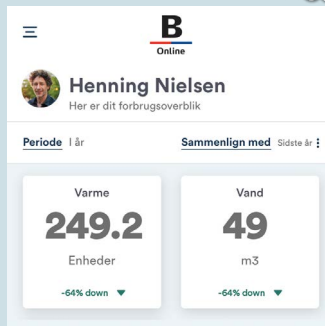 B
Online
Henning Nielsen
Her er dit forbrugsoverblik
Periode I år Sammenlign med Sidste år
Varme Vand
249.2 49
Enheder m3
-64% down -64% down